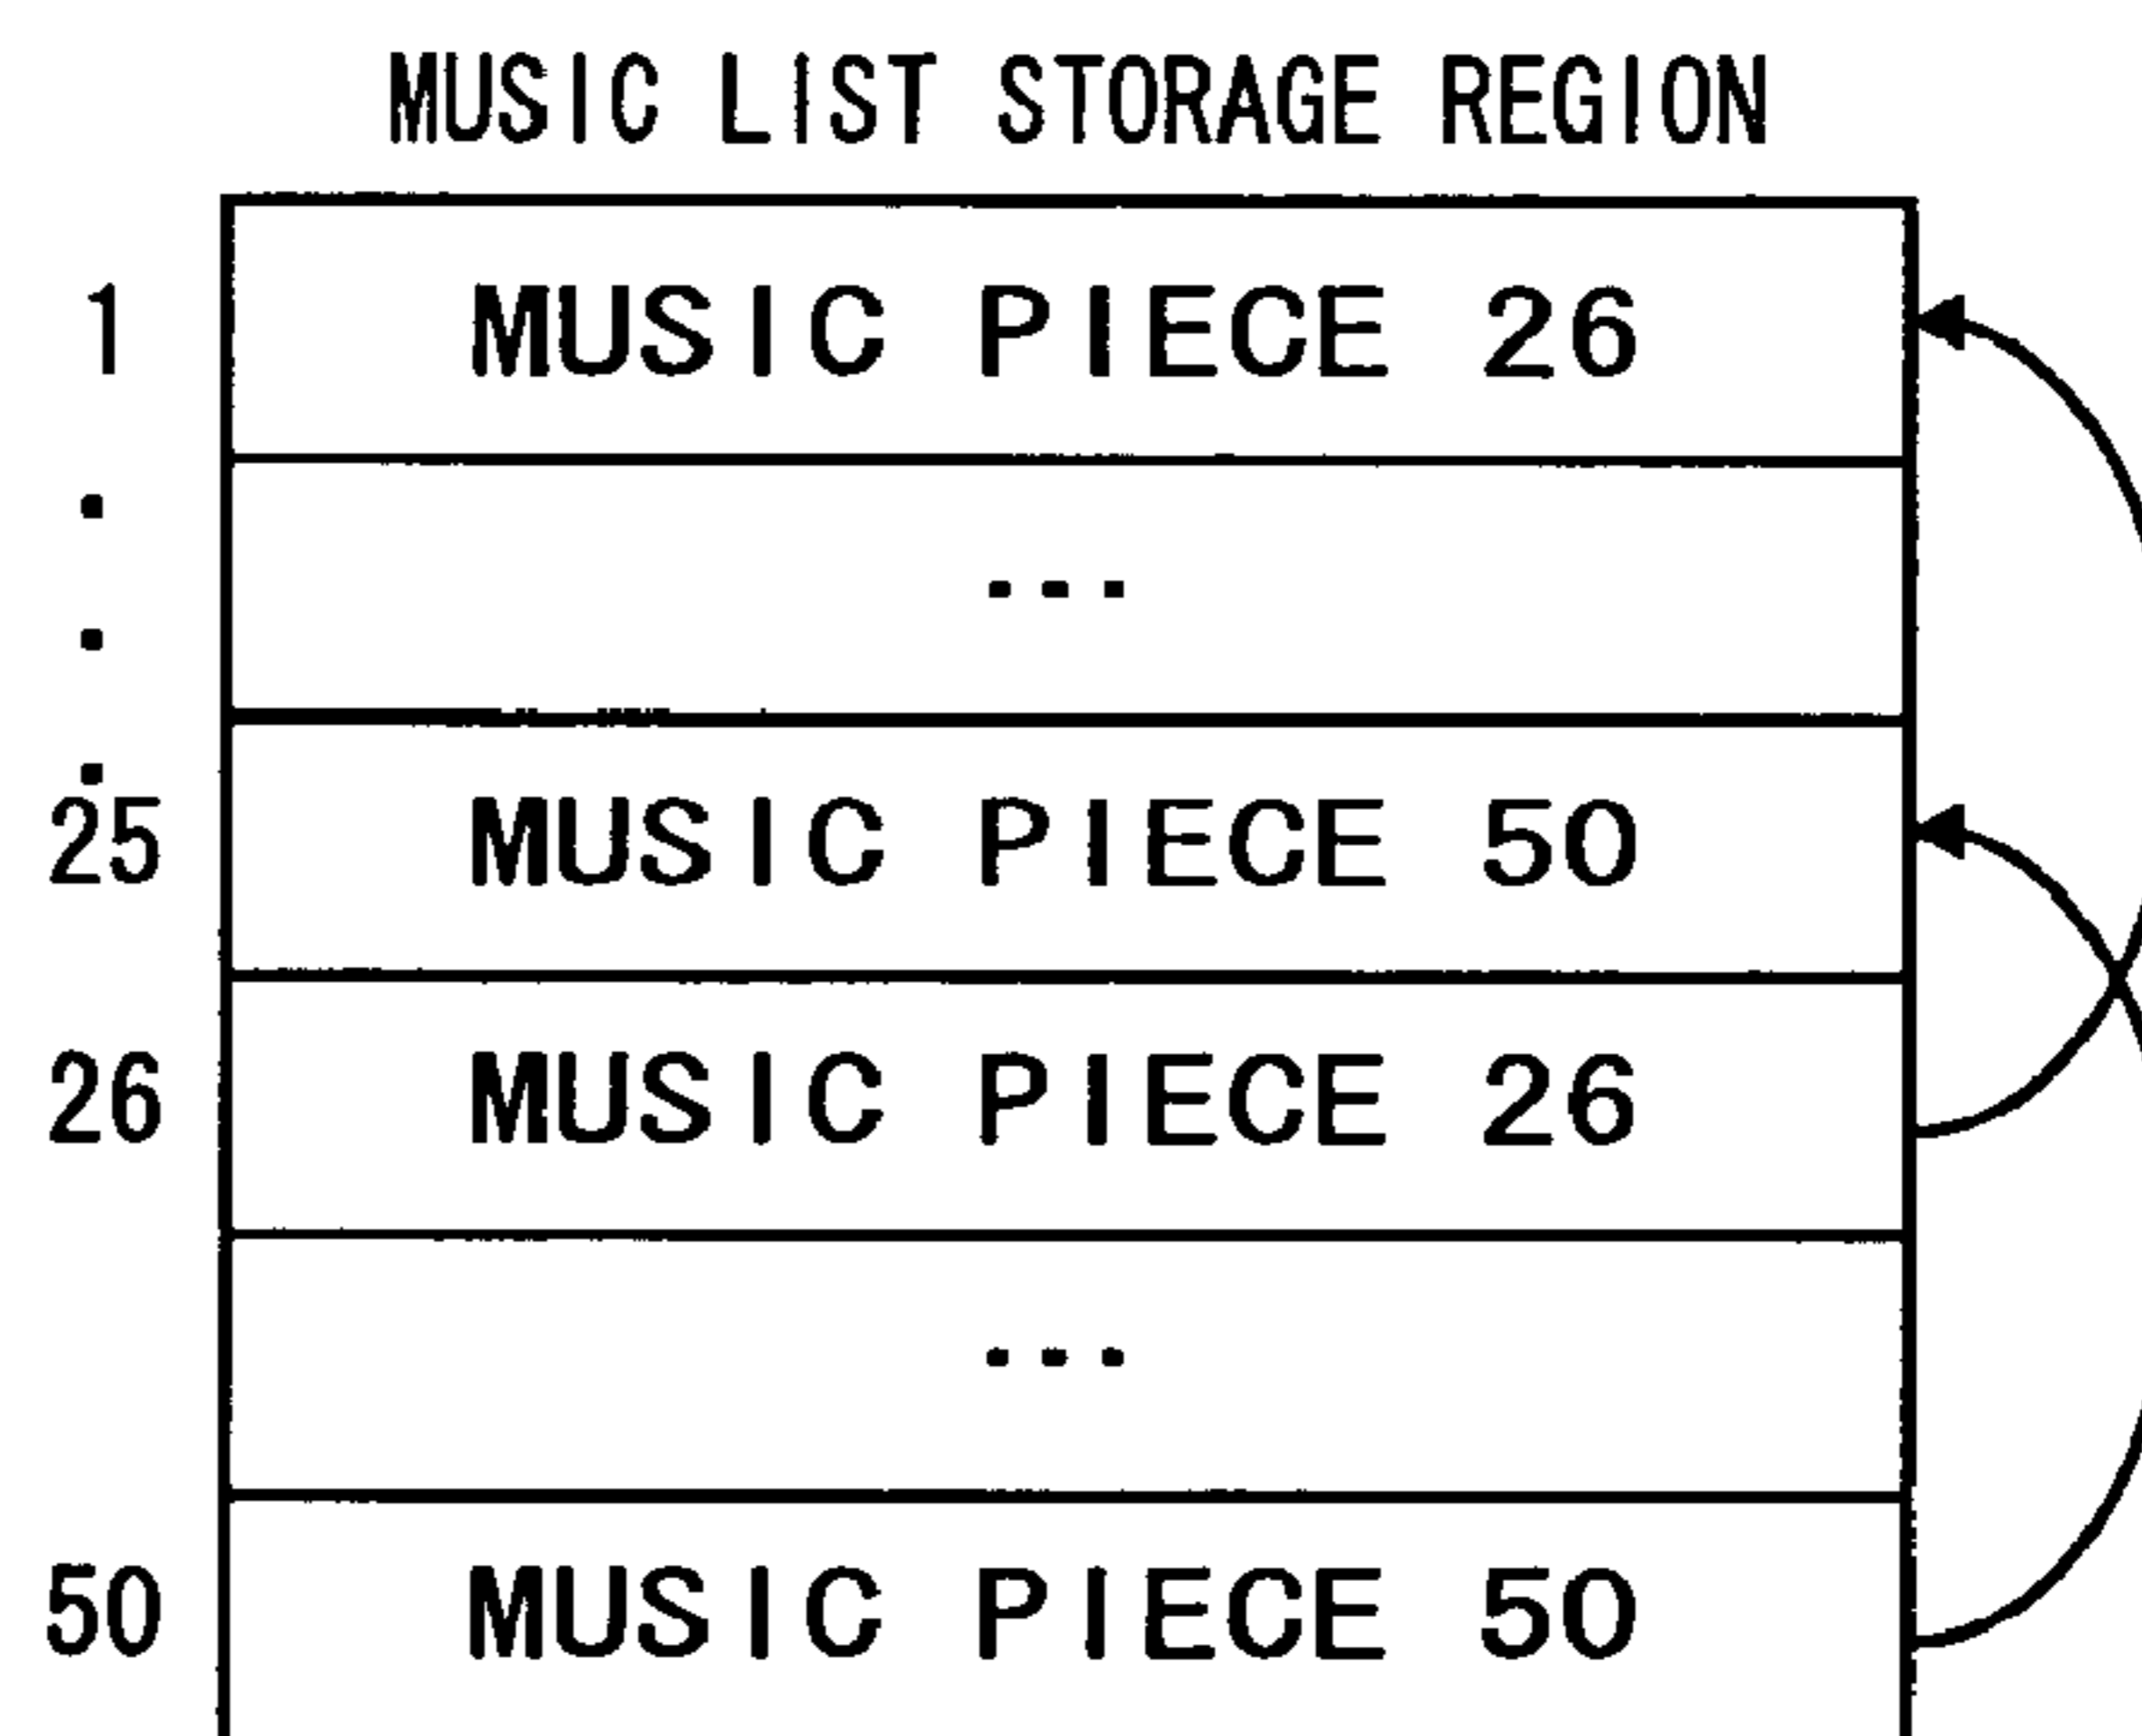 MUSIC LIST STORAGE REGION
1 MUSIC PIECE 26
...
25 MUSIC PIECE 50
26 MUSIC PIECE 26
...
50 MUSIC PIECE 50